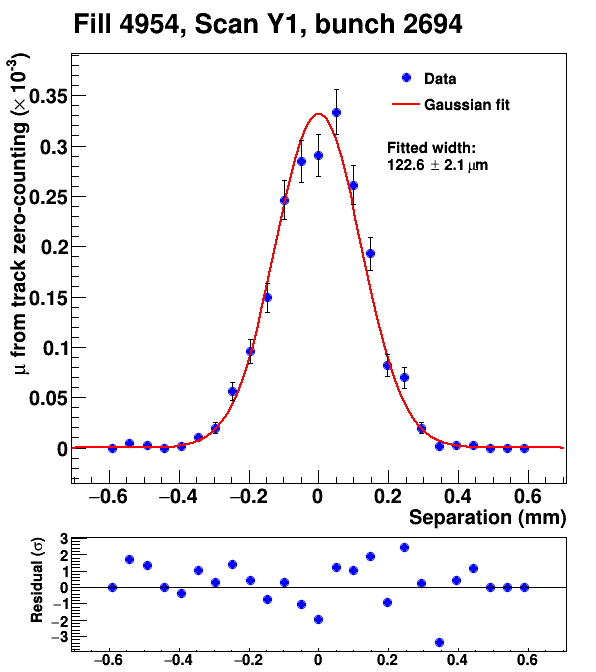 Fill 4954, Scan Y1, bunch 2694
μ from track zero-counting (× 10⁻³)
0.35
0.3
0.25
0.2
0.15
0.1
0.05
0
Data
Gaussian fit
Fitted width:
122.6 ± 2.1 μm
−0.6 −0.4 −0.2 0 0.2 0.4 0.6
Separation (mm)
Residual (σ)
3
2
1
0
−1
−2
−3
−0.6 −0.4 −0.2 0 0.2 0.4 0.6